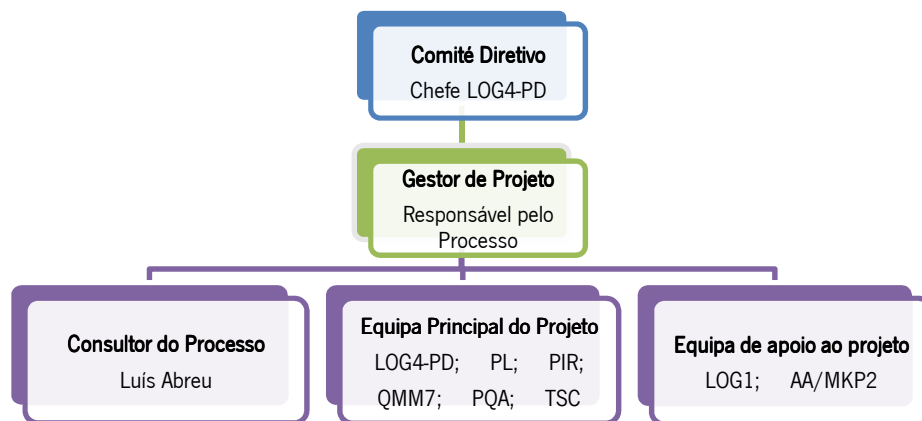 Comité Diretivo
Chefe LOG4-PD
Gestor de Projeto
Responsável pelo
Processo
Consultor do Processo
Luís Abreu
Equipa Principal do Projeto
LOG4-PD; PL; PIR;
QMM7; PQA; TSC
Equipa de apoio ao projeto
LOG1; AA/MKP2